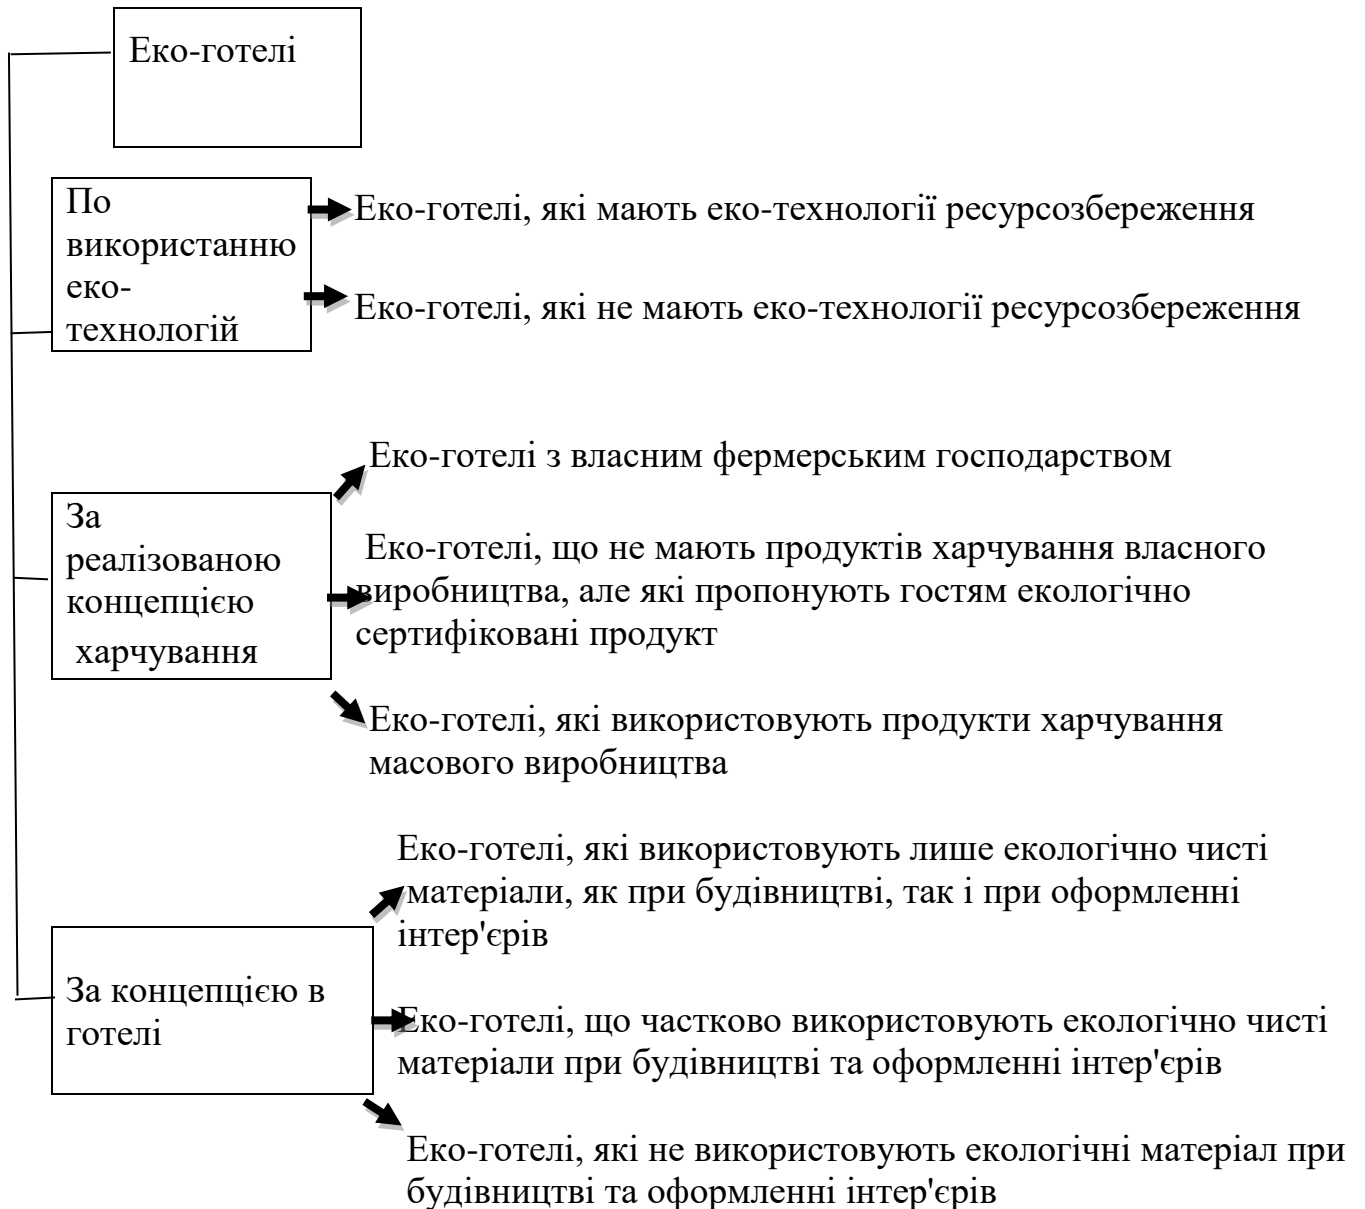 Еко-готелі
По
використанню
еко-
технологій
Еко-готелі, які мають еко-технології ресурсозбереження
Еко-готелі, які не мають еко-технології ресурсозбереження
За
реалізованою
концепцією
харчування
Еко-готелі з власним фермерським господарством
Еко-готелі, що не мають продуктів харчування власного
виробництва, але які пропонують гостям екологічно
сертифіковані продукт
Еко-готелі, які використовують продукти харчування
масового виробництва
За концепцією в
готелі
Еко-готелі, які використовують лише екологічно чисті
матеріали, як при будівництві, так і при оформленні
інтер'єрів
Еко-готелі, що частково використовують екологічно чисті
матеріали при будівництві та оформленні інтер'єрів
Еко-готелі, які не використовують екологічні матеріал при
будівництві та оформленні інтер'єрів